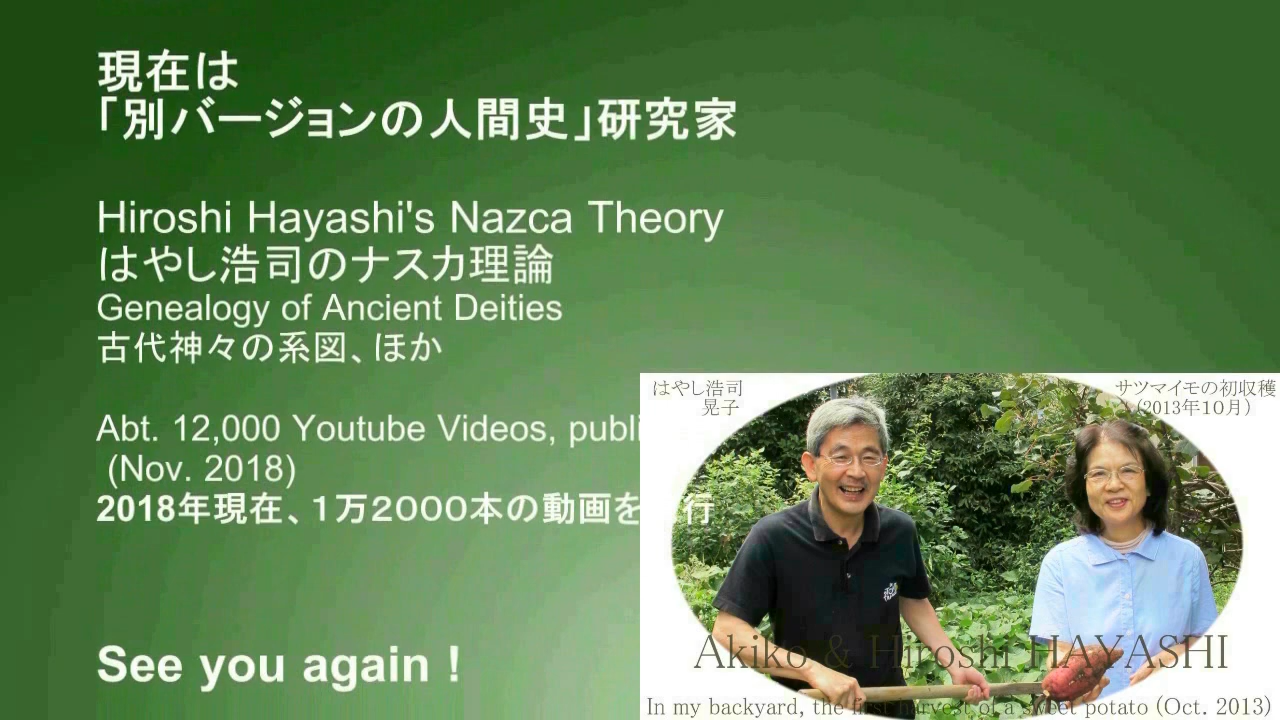 現在は
「別バージョンの人間史」研究家
Hiroshi Hayashi's Nazca Theory
はやし浩司のナスカ理論
Genealogy of Ancient Deities
古代神々の系図、ほか
Abt. 12,000 Youtube Videos, publi
(Nov. 2018)
2018年現在、１万２０００本の動画を 行
See you again！
はやし浩司
晃子
サツマイモの初収穫
(2013年１０月)
Akiko & Hiroshi HAYASHI
In my backyard, the first harvest of a sweet potato (Oct. 2013)